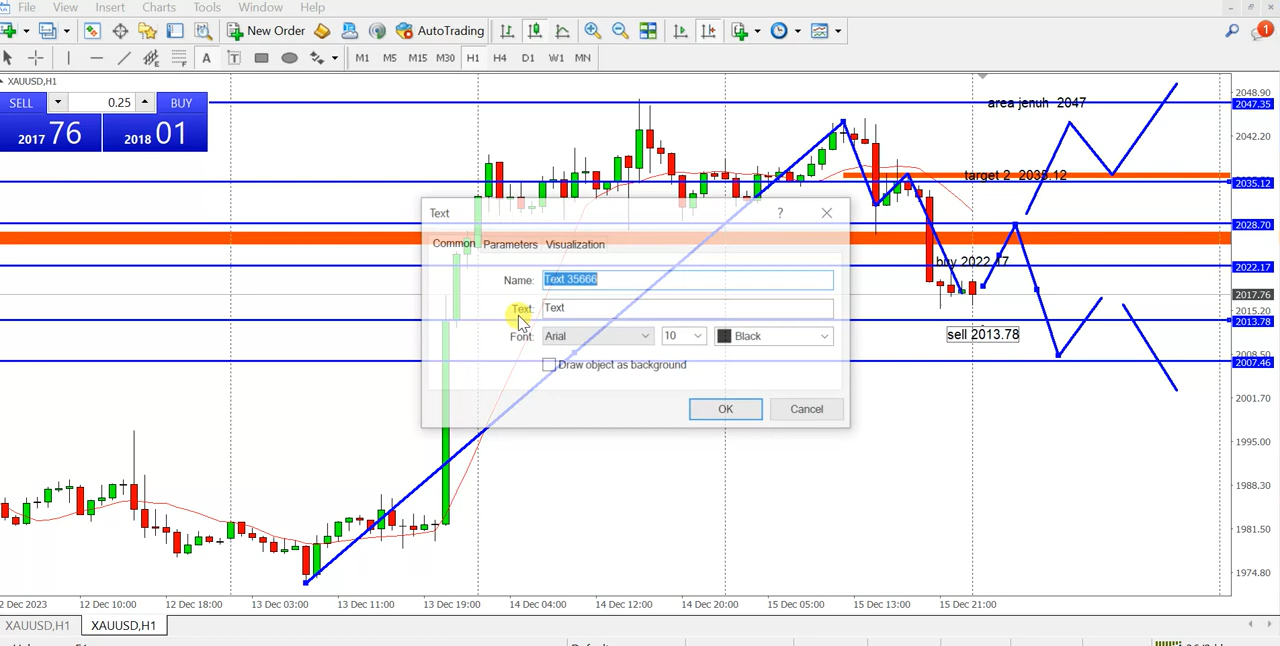 File View Insert Charts Tools Window Help
New Order AutoTrading 1
A T M1 M5 M15 M30 H1 H4 D1 W1 MN
XAUUSD,H1
SELL 0.25 BUY
2017 76 2018 01
area jenuh 2047
target 2 2035.12
buy 2022.17
sell 2013.78
Text ?
Common Parameters Visualization
Name: Text 35666
Text: Text
Font: Arial 10 Black
Draw object as background
OK Cancel
2048.90
2047.35
2042.20
2035.12
2028.70
2022.17
2017.76
2015.20
2013.78
2007.46
2001.70
1995.00
1988.30
1981.50
1974.80
2 Dec 2023 12 Dec 10:00 12 Dec 18:00 13 Dec 03:00 13 Dec 11:00 13 Dec 19:00 14 Dec 04:00 14 Dec 12:00 14 Dec 20:00 15 Dec 05:00 15 Dec 13:00 15 Dec 21:00
XAUUSD,H1 XAUUSD,H1